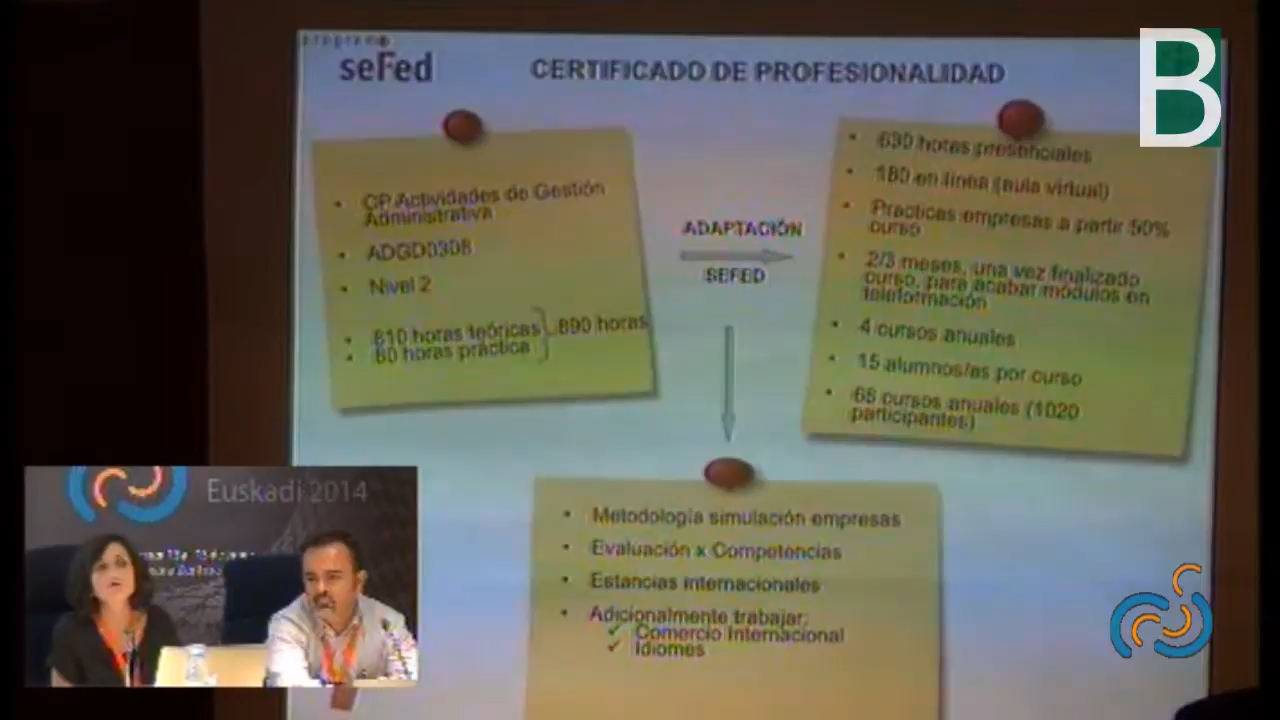 programa
seFed
CERTIFICADO DE PROFESIONALIDAD
B
CP Actividades de Gestión
Administrativa
ADGD0308
Nivel 2
810 horas teóricas
80 horas práctica
890 horas
ADAPTACIÓN
SEFED
630 horas presenciales
180 en línea (aula virtual)
Prácticas empresas a partir 50%
curso
2/3 meses, una vez finalizado
curso, para acabar módulos en
teleformación
4 cursos anuales
15 alumnos/as por curso
68 cursos anuales (1020
participantes)
Metodología simulación empresas
Evaluación x Competencias
Estancias internacionales
Adicionalmente trabajar:
Comercio Internacional
Idiomes
Euskadi 2014